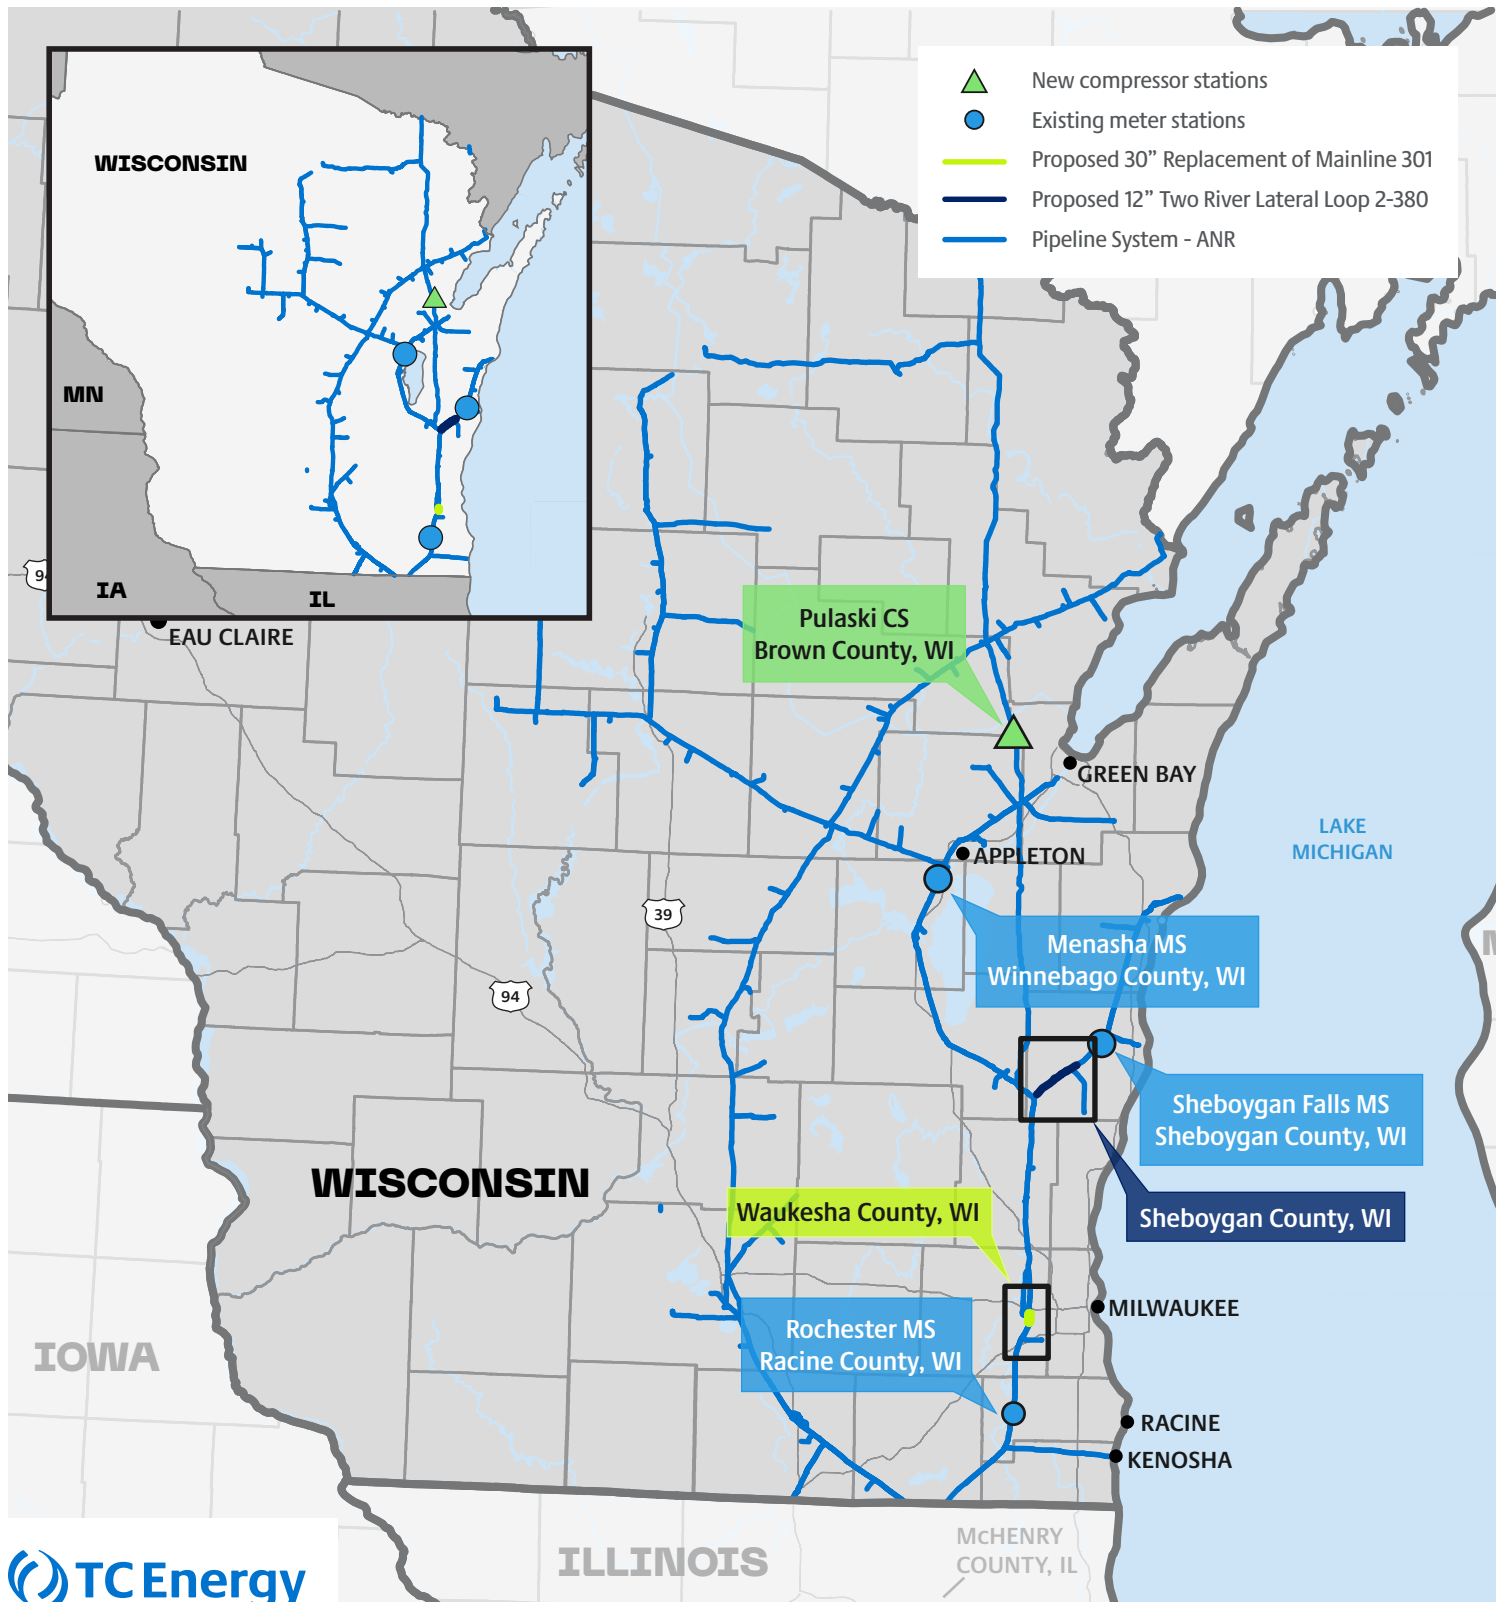 WISCONSIN
MN
IA
IL
New compressor stations
Existing meter stations
Proposed 30” Replacement of Mainline 301
Proposed 12” Two River Lateral Loop 2-380
Pipeline System - ANR
EAU CLAIRE
Pulaski CS
Brown County, WI
GREEN BAY
LAKE
MICHIGAN
APPLETON
39
94
Menasha MS
Winnebago County, WI
Sheboygan Falls MS
Sheboygan County, WI
WISCONSIN
Waukesha County, WI
Sheboygan County, WI
MILWAUKEE
Rochester MS
Racine County, WI
IOWA
RACINE
KENOSHA
ILLINOIS
McHENRY
COUNTY, IL
TC Energy